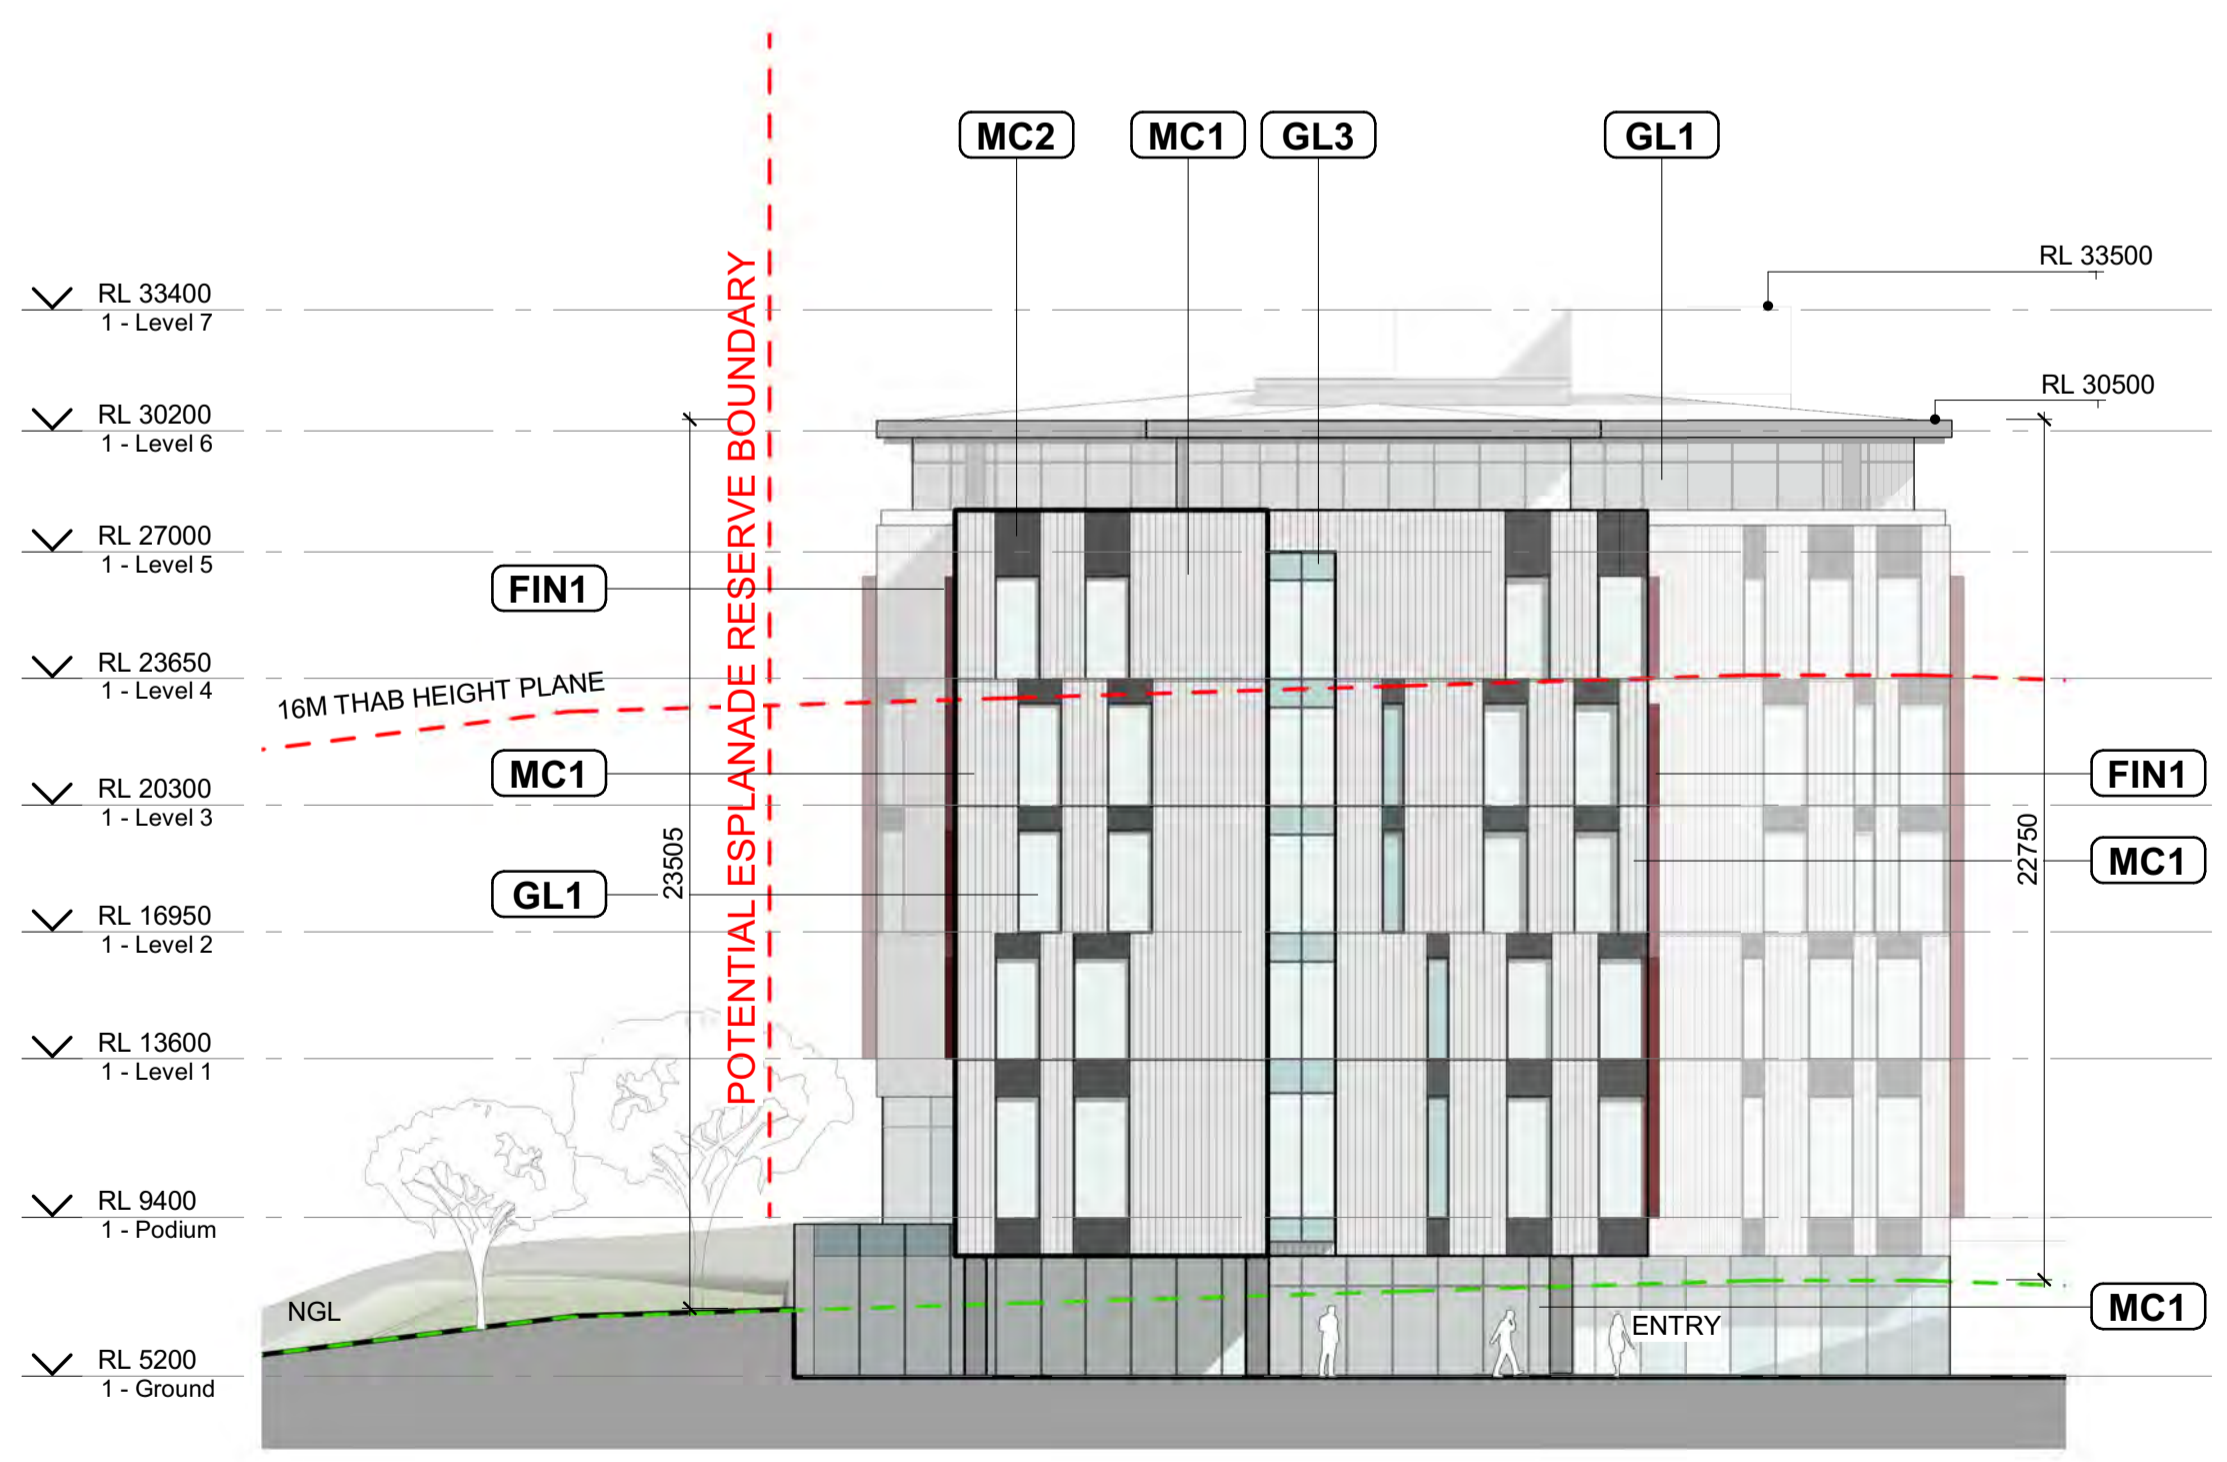 MC2
MC1
GL3
GL1
RL 33500
RL 33400
1 - Level 7
RL 30500
RL 30200
1 - Level 6
RL 27000
1 - Level 5
FIN1
RL 23650
1 - Level 4
16M THAB HEIGHT PLANE
POTENTIAL ESPLANADE RESERVE BOUNDARY
MC1
FIN1
RL 20300
1 - Level 3
23505
22750
MC1
GL1
RL 16950
1 - Level 2
RL 13600
1 - Level 1
RL 9400
1 - Podium
NGL
MC1
ENTRY
RL 5200
1 - Ground